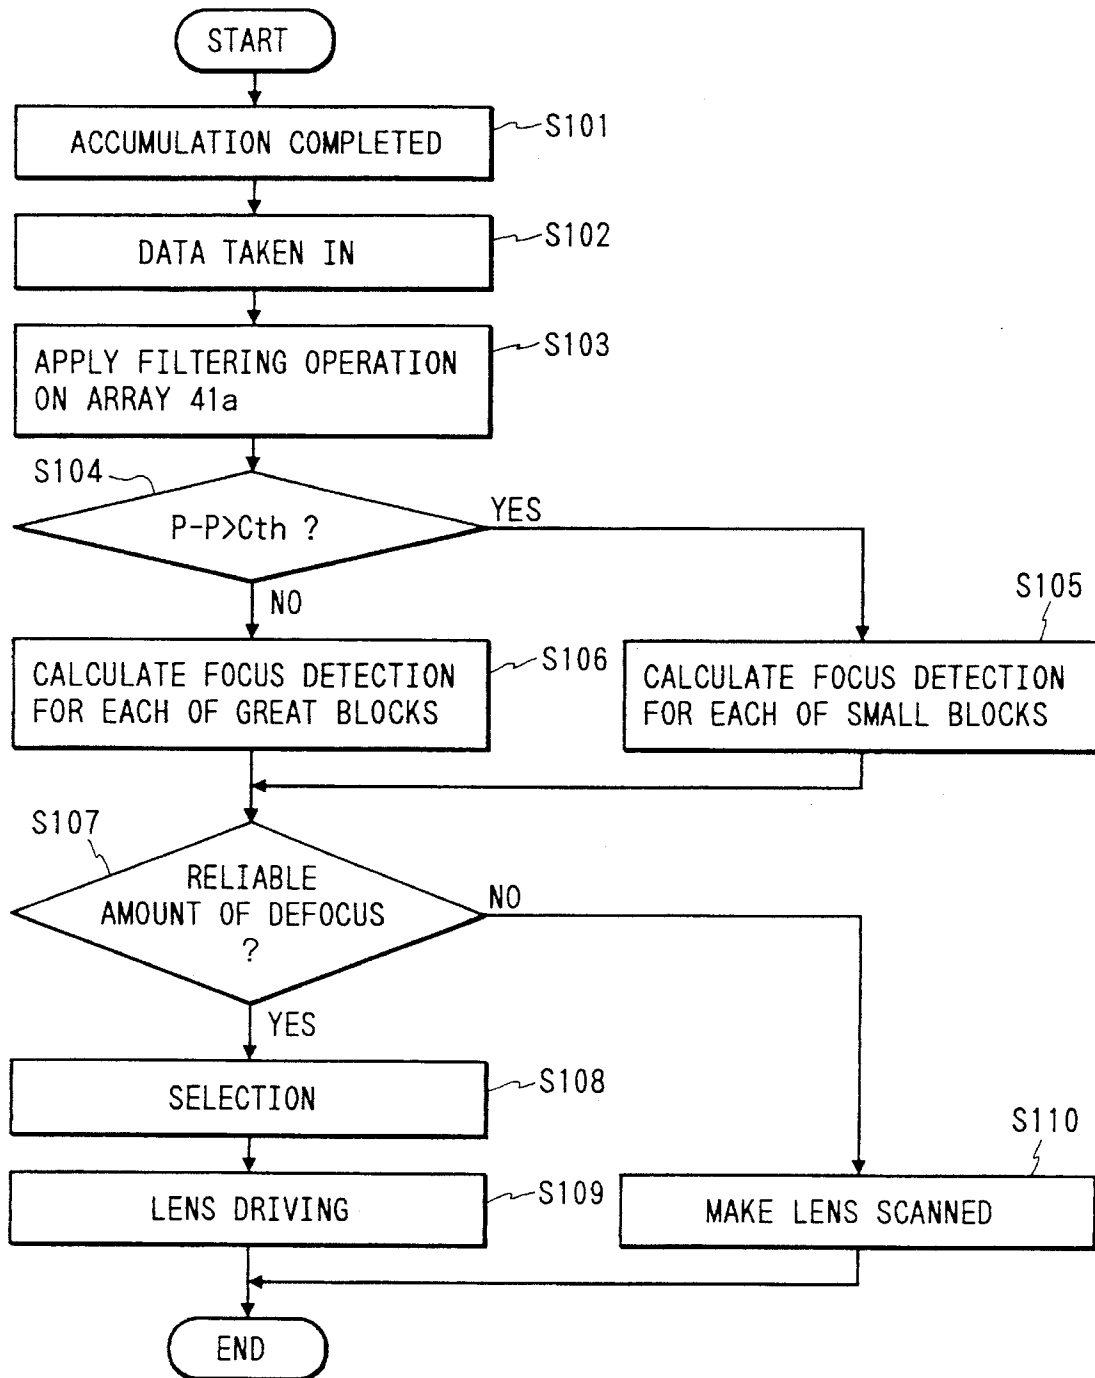 START
ACCUMULATION COMPLETED
S101
DATA TAKEN IN
S102
APPLY FILTERING OPERATION
ON ARRAY 41a
S103
S104
P-P>Cth ?
YES
NO
S105
CALCULATE FOCUS DETECTION
FOR EACH OF GREAT BLOCKS
S106
CALCULATE FOCUS DETECTION
FOR EACH OF SMALL BLOCKS
S107
RELIABLE
AMOUNT OF DEFOCUS
?
NO
YES
SELECTION
S108
S110
LENS DRIVING
S109
MAKE LENS SCANNED
END